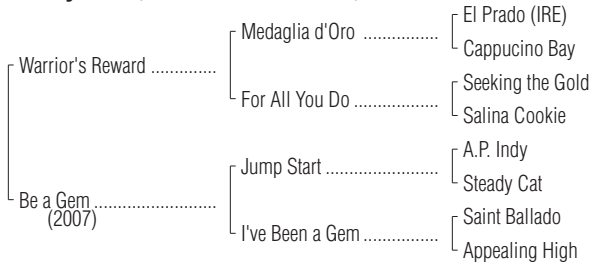 El Prado (IRE)
Medaglia d'Oro ................
Cappucino Bay
Warrior's Reward ..............
Seeking the Gold
For All You Do ..................
Salina Cookie
A.P. Indy
Jump Start ........................
Steady Cat
Be a Gem ..........................
(2007)
Saint Ballado
I've Been a Gem ................
Appealing High